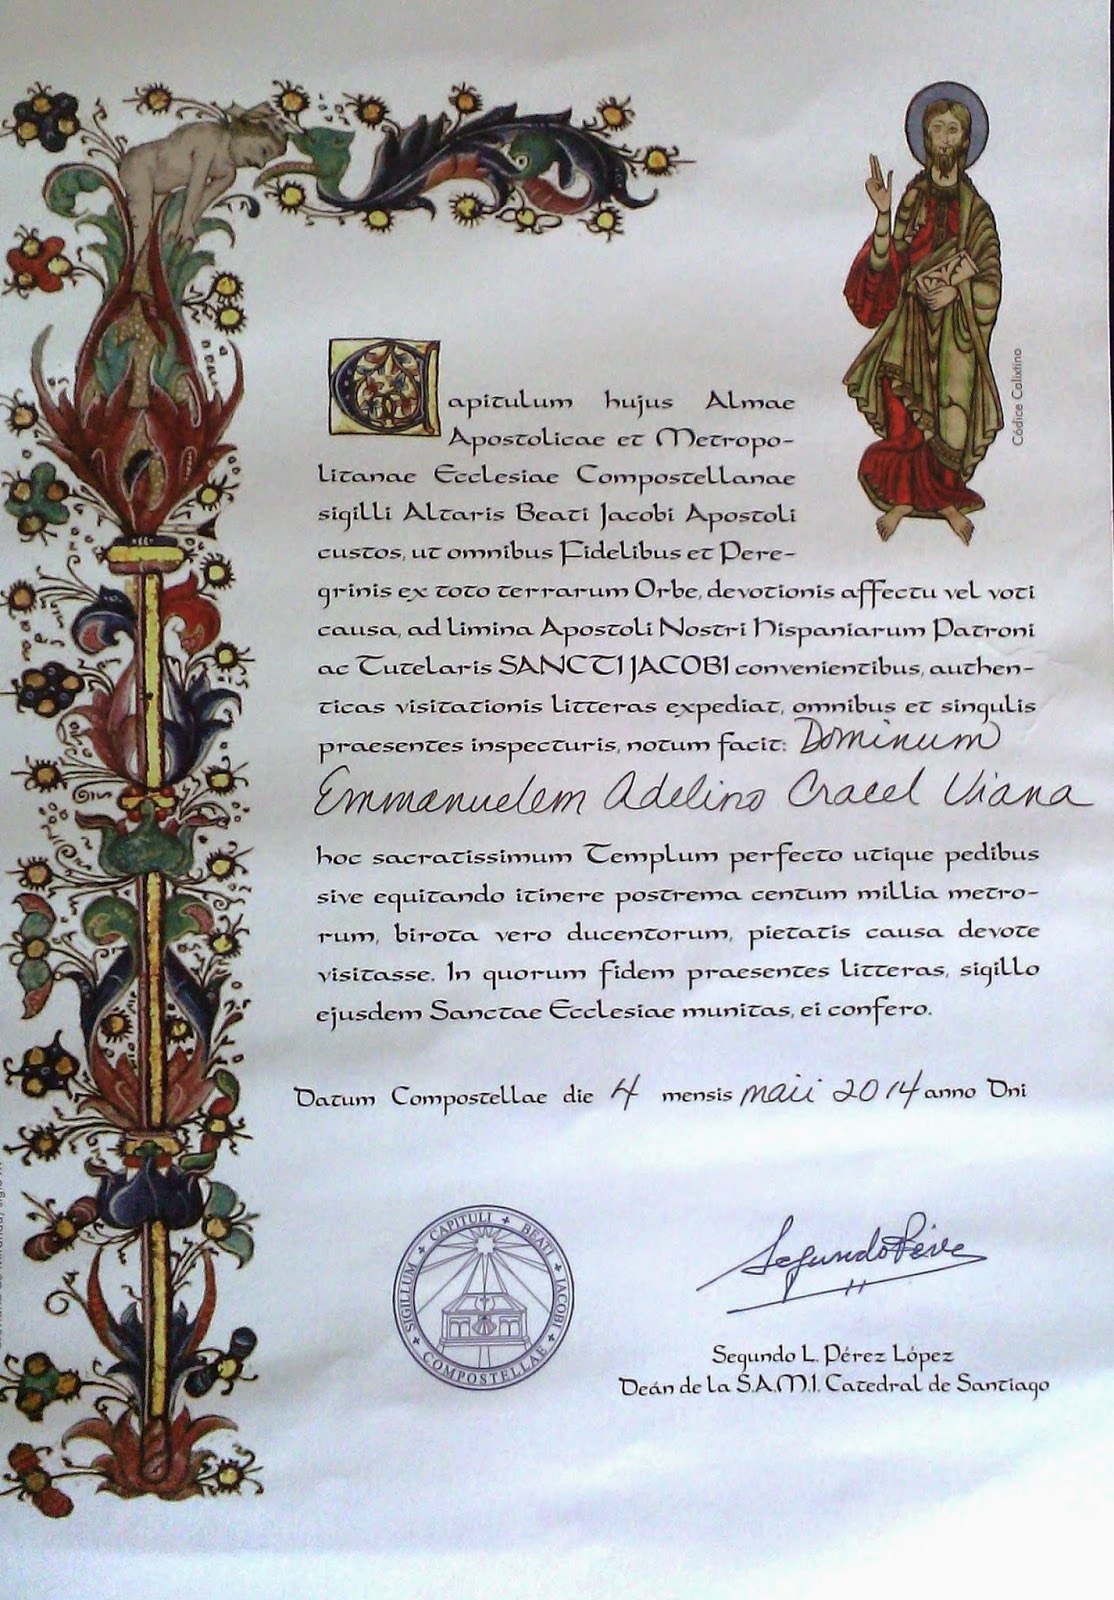 Códice Calixtino
Capitulum hujus Almae
Apostolicae et Metropo-
litanae Ecclesiae Compostellanae
sigilli Altaris Beati Jacobi Apostoli
custos, ut omnibus Fidelibus et Pere-
grinis ex toto terrarum Orbe, devotionis affectu vel voti
causa, ad limina Apostoli Nostri Hispaniarum Patroni
ac Tutelaris SANCTI JACOBI convenientibus, authen-
ticas visitationis litteras expediat, omnibus et singulis
praesentes inspecturis, notum facit: Dominum
Emmanuelem Adelino Cracel Viana
hoc sacratissimum Templum perfecto utique pedibus
sive equitando itinere postrema centum millia metro-
rum, birota vero ducentorum, pietatis causa devote
visitasse. In quorum fidem praesentes litteras, sigillo
ejusdem Sanctae Ecclesiae munitas, ei confero.
Datum Compostellae die 4 mensis maii 2014 anno Dni
SIGILLUM + CAPITULI + BEATI + IACOBI + COMPOSTELLAE +
Segundo Pérez
Segundo L. Pérez López
Deán de la S.A.M.I. Catedral de Santiago